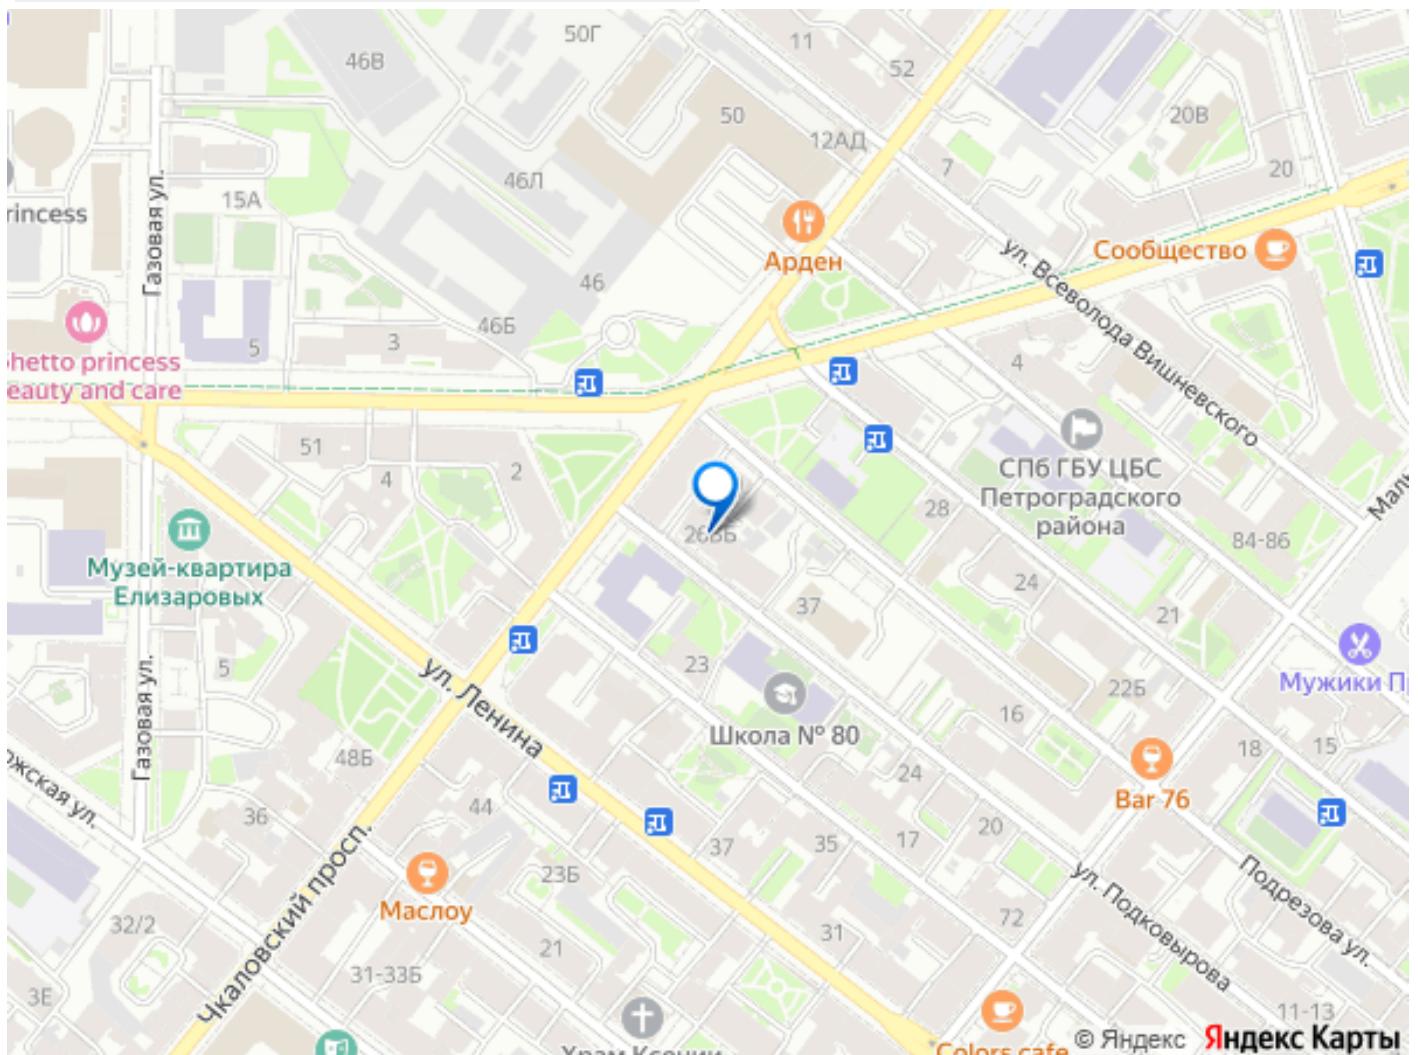 50Г
11
46В
52
50
20В
12АД
7
20
46Л
15А
rincess
Газовая ул.
ул. Всеволода Вишневского
Сообщество
Арден
46
46Б
3
5
4
hetto princess
eauty and care
51
2
4
СПб ГБУ ЦБС
Петроградского
района
28
Музей-квартира
Елизаровых
84-86
24
37
21
23
5
Газовая ул.
ул. Ленина
Мужики П
22Б
16
Школа № 80
18
15
48Б
24
Bar 76
44
36
20
17
35
37
23Б
ул. Подковырова
Подрезова ул.
Маслоу
Чкаловский просп.
32/2
72
31
21
31-33Б
3Е
11-13
Colors cafe
© Яндекс Яндекс Карты